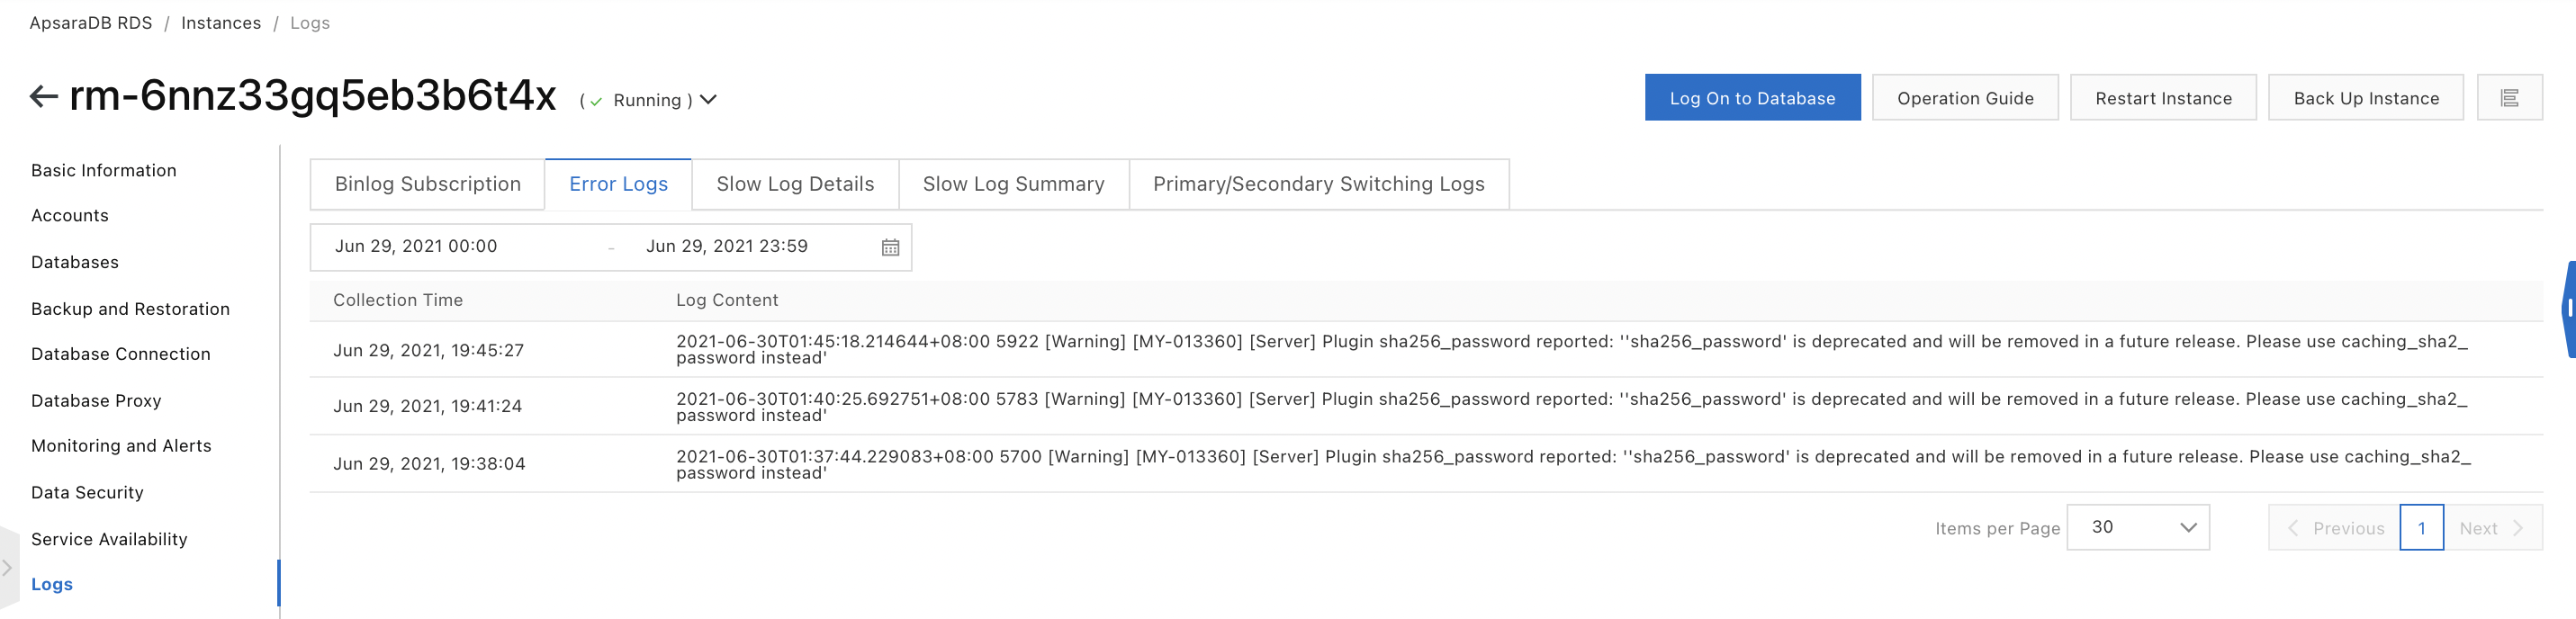 ApsaraDB RDS / Instances / Logs
rm-6nnz33gq5eb3b6t4x ( Running )
Log On to Database
Operation Guide
Restart Instance
Back Up Instance
Basic Information
Accounts
Databases
Backup and Restoration
Database Connection
Database Proxy
Monitoring and Alerts
Data Security
Service Availability
Logs
Binlog Subscription
Error Logs
Slow Log Details
Slow Log Summary
Primary/Secondary Switching Logs
Jun 29, 2021 00:00 - Jun 29, 2021 23:59
Collection Time Log Content
Jun 29, 2021, 19:45:27
2021-06-30T01:45:18.214644+08:00 5922 [Warning] [MY-013360] [Server] Plugin sha256_password reported: ''sha256_password' is deprecated and will be removed in a future release. Please use caching_sha2_
password instead'
Jun 29, 2021, 19:41:24
2021-06-30T01:40:25.692751+08:00 5783 [Warning] [MY-013360] [Server] Plugin sha256_password reported: ''sha256_password' is deprecated and will be removed in a future release. Please use caching_sha2_
password instead'
Jun 29, 2021, 19:38:04
2021-06-30T01:37:44.229083+08:00 5700 [Warning] [MY-013360] [Server] Plugin sha256_password reported: ''sha256_password' is deprecated and will be removed in a future release. Please use caching_sha2_
password instead'
Items per Page 30
Previous 1 Next